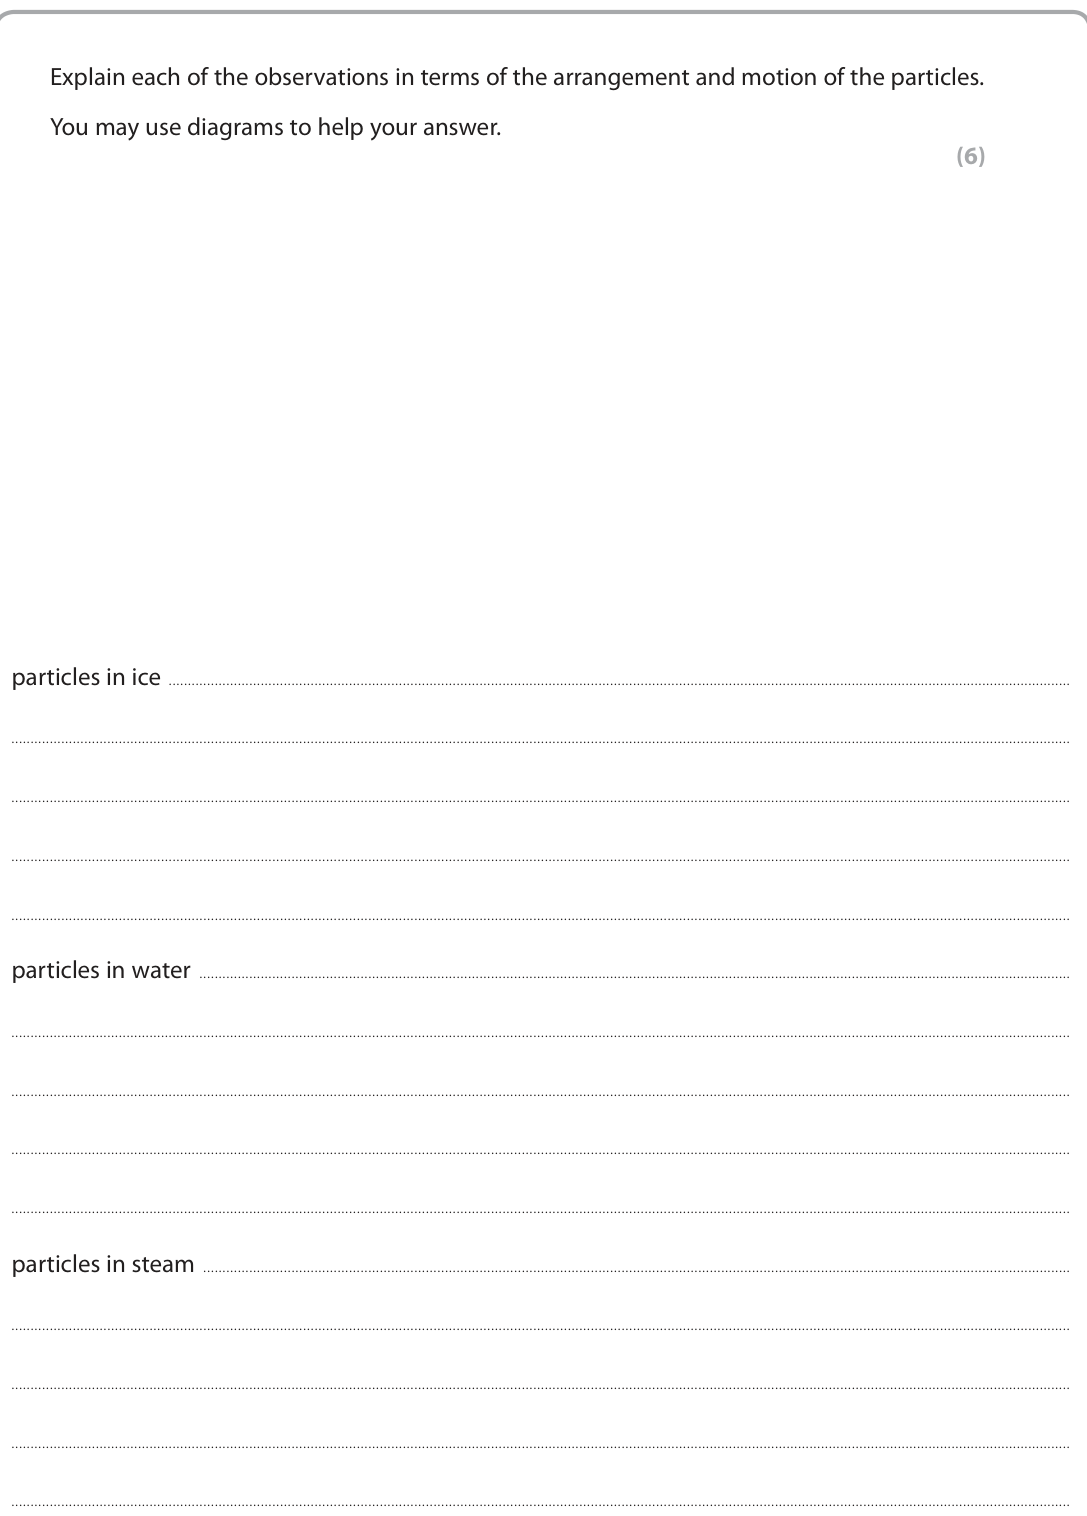 Explain each of the observations in terms of the arrangement and motion of the particles.
You may use diagrams to help your answer.
(6)
particles in ice
particles in water
particles in steam